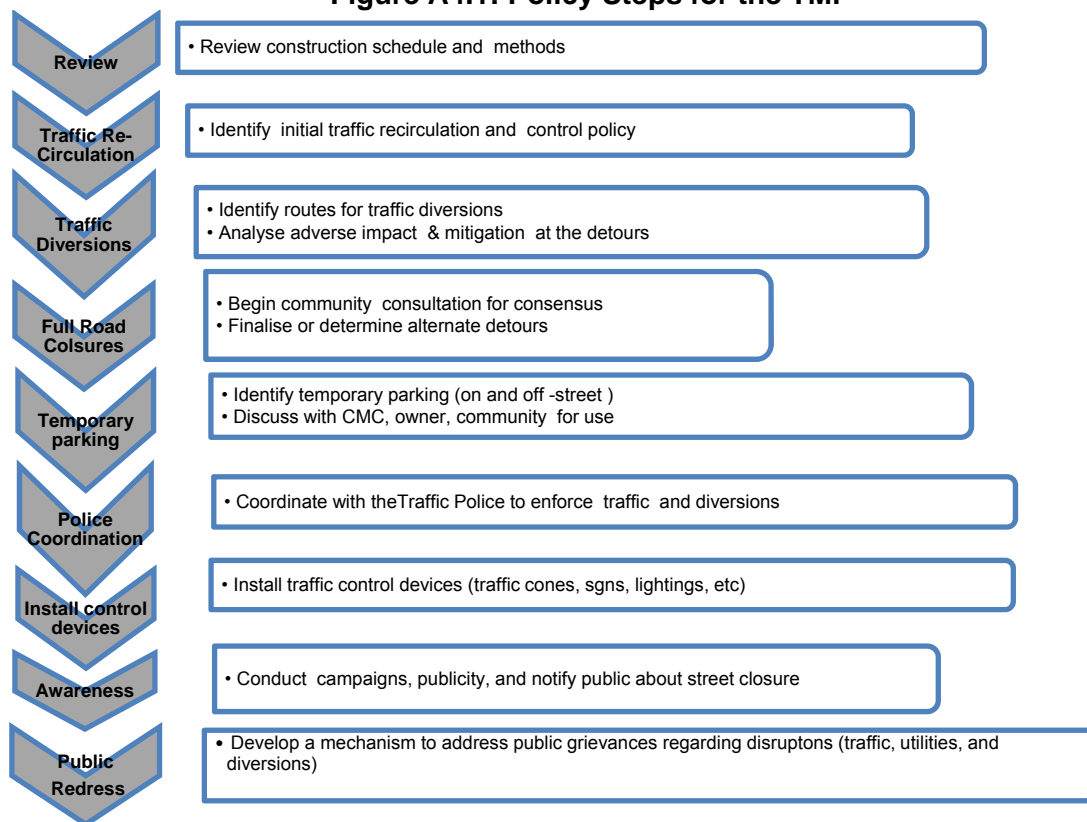 Figure Policy Steps for the
Review
• Review construction schedule and methods
Traffic Re-
Circulation
• Identify initial traffic recirculation and control policy
Traffic
Diversions
• Identify routes for traffic diversions
• Analyse adverse impact & mitigation at the detours
Full Road
Colsures
• Begin community consultation for consensus
• Finalise or determine alternate detours
Temporary
parking
• Identify temporary parking (on and off -street )
• Discuss with CMC, owner, community for use
Police
Coordination
• Coordinate with theTraffic Police to enforce traffic and diversions
Install control
devices
• Install traffic control devices (traffic cones, sgns, lightings, etc)
Awareness
• Conduct campaigns, publicity, and notify public about street closure
Public
Redress
• Develop a mechanism to address public grievances regarding disruptons (traffic, utilities, and
diversions)